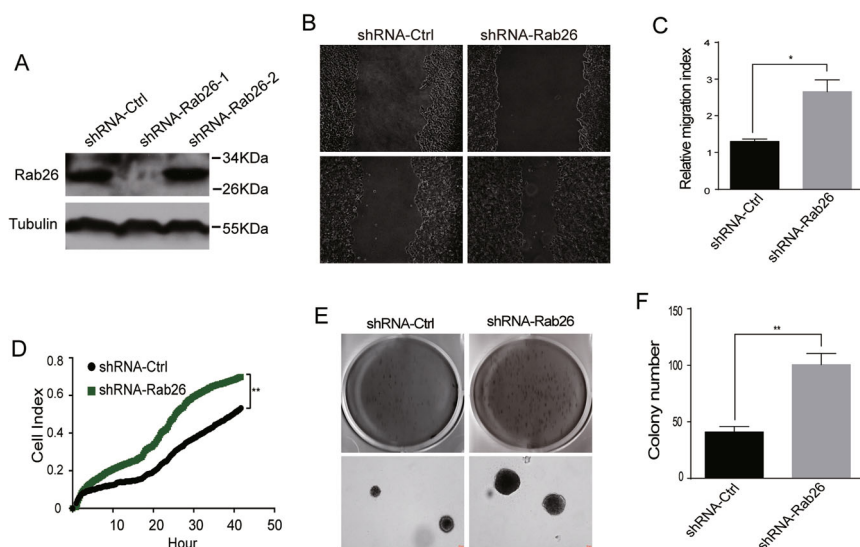 A
shRNA-Ctrl
shRNA-Rab26-1
shRNA-Rab26-2
Rab26
34KDa
26KDa
Tubulin
55KDa
B
shRNA-Ctrl
shRNA-Rab26
C
Relative migration index
4
3
2
1
0
*
shRNA-Ctrl
shRNA-Rab26
D
Cell Index
0.8
0.6
0.4
0.2
0
shRNA-Ctrl
shRNA-Rab26
**
10
20
30
40
50
Hour
E
shRNA-Ctrl
shRNA-Rab26
F
Colony number
150
100
50
0
**
shRNA-Ctrl
shRNA-Rab26